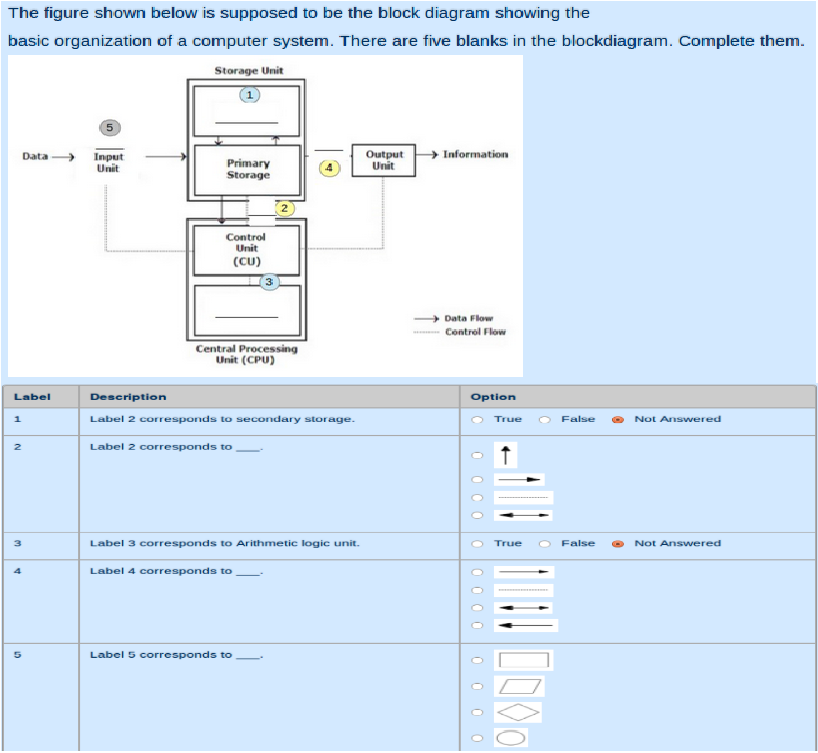 The figure shown below is supposed to be the block diagram showing the
basic organization of a computer system. There are five blanks in the blockdiagram. Complete them.
Storage Unit
1
5
Data
Input
Unit
Primary
Storage
4
Output
Unit
Information
2
Control
Unit
(CU)
3
Data Flow
Control Flow
Central Processing
Unit (CPU)
Label Description Option
1 Label 2 corresponds to secondary storage. True False Not Answered
2 Label 2 corresponds to ____.
3 Label 3 corresponds to Arithmetic logic unit. True False Not Answered
4 Label 4 corresponds to ____.
5 Label 5 corresponds to ____.